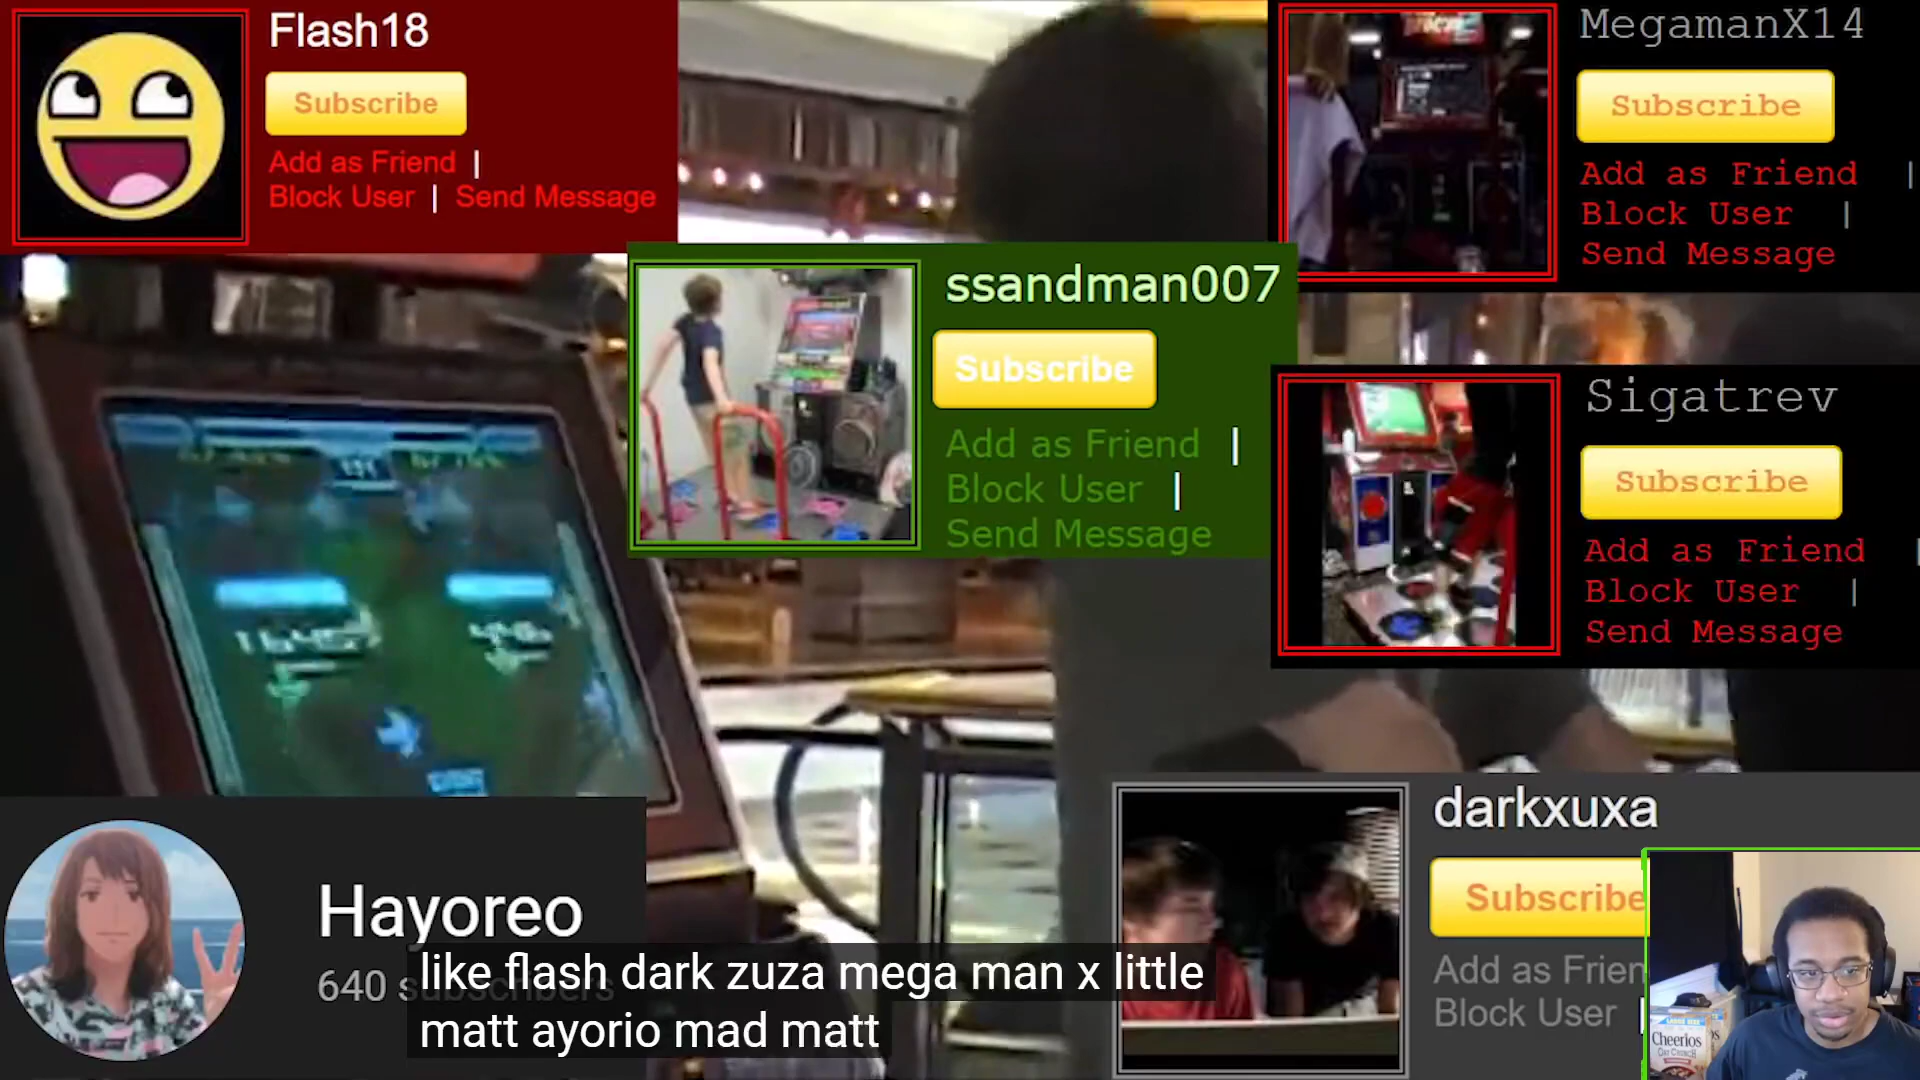 Flash18
Subscribe
Add as Friend |
Block User | Send Message
MegamanX14
Subscribe
Add as Friend |
Block User |
Send Message
ssandman007
Subscribe
Add as Friend |
Block User |
Send Message
Sigatrev
Subscribe
Add as Friend |
Block User |
Send Message
Hayoreo
640 subscribers
darkxuxa
Subscribe
Add as Frien
Block User
like flash dark zuza mega man x little
matt ayorio mad matt
Cheerios